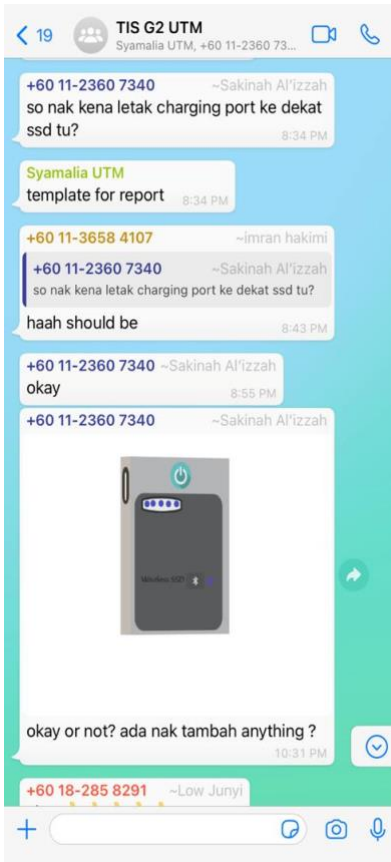 19
TIS G2 UTM
Syamalia UTM, +60 11-2360 73...
+60 11-2360 7340 ~Sakinah Al'izzah
so nak kena letak charging port ke dekat
ssd tu?
8:34 PM
Syamalia UTM
template for report
8:34 PM
+60 11-3658 4107 ~imran hakimi
+60 11-2360 7340 ~Sakinah Al'izzah
so nak kena letak charging port ke dekat ssd tu?
haah should be
8:43 PM
+60 11-2360 7340 ~Sakinah Al'izzah
okay
8:55 PM
+60 11-2360 7340 ~Sakinah Al'izzah
Wireless
okay or not? ada nak tambah anything ?
10:31 PM
+60 18-285 8291 ~Low Junyi